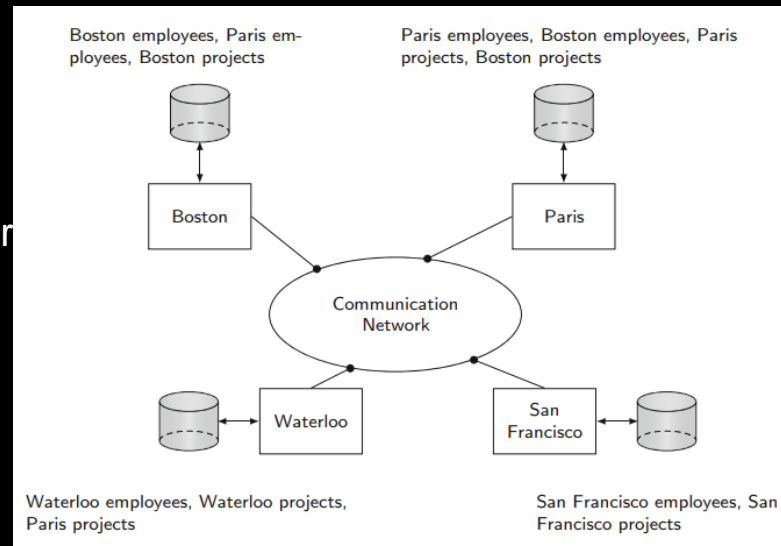 Boston employees, Paris em-
ployees, Boston projects
Paris employees, Boston employees, Paris
projects, Boston projects
r
Boston
Paris
Communication
Network
Waterloo
San
Francisco
Waterloo employees, Waterloo projects,
Paris projects
San Francisco employees, San
Francisco projects